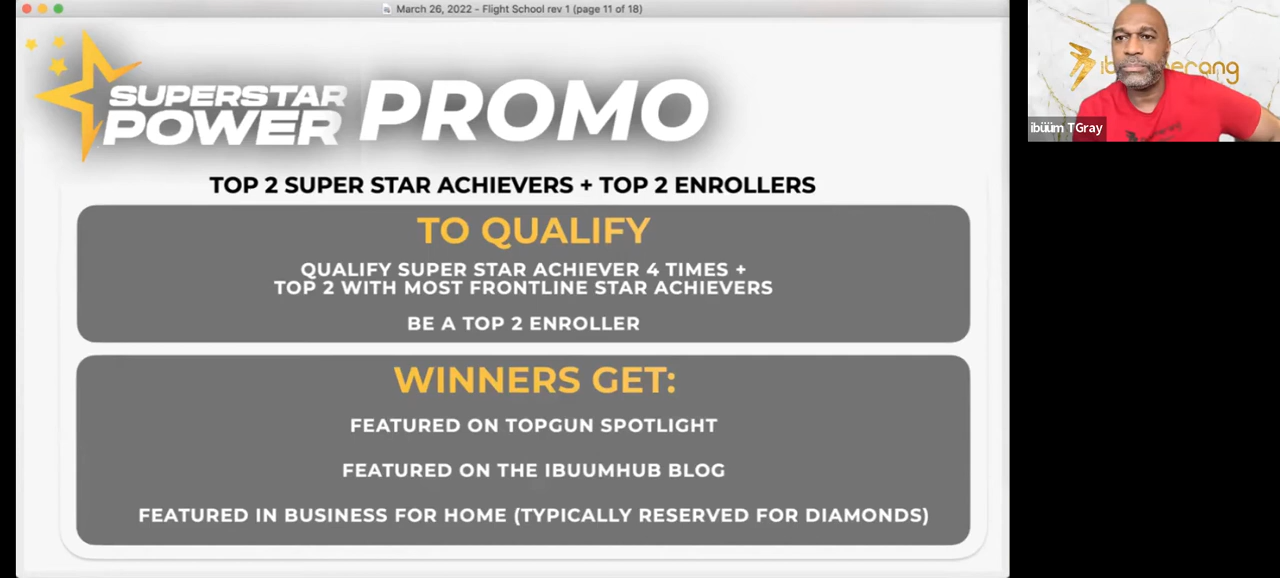 March 26, 2022 - Flight School rev 1 (page 11 of 18)
SUPERSTAR
POWER PROMO
TOP 2 SUPER STAR ACHIEVERS + TOP 2 ENROLLERS
TO QUALIFY
QUALIFY SUPER STAR ACHIEVER 4 TIMES +
TOP 2 WITH MOST FRONTLINE STAR ACHIEVERS
BE A TOP 2 ENROLLER
WINNERS GET:
FEATURED ON TOPGUN SPOTLIGHT
FEATURED ON THE IBUUMHUB BLOG
FEATURED IN BUSINESS FOR HOME (TYPICALLY RESERVED FOR DIAMONDS)
ibüüm TGray